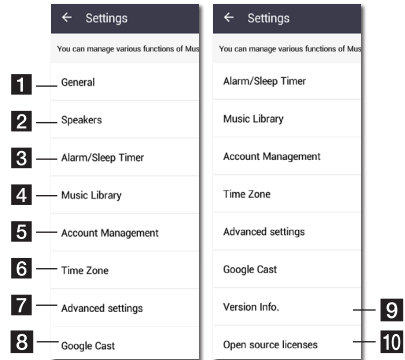 ← Settings
You can manage various functions of Mus
1 General
2 Speakers
3 Alarm/Sleep Timer
4 Music Library
5 Account Management
6 Time Zone
7 Advanced settings
8 Google Cast
← Settings
You can manage various functions of Mus
Alarm/Sleep Timer
Music Library
Account Management
Time Zone
Advanced settings
Google Cast
Version Info. 9
Open source licenses 10